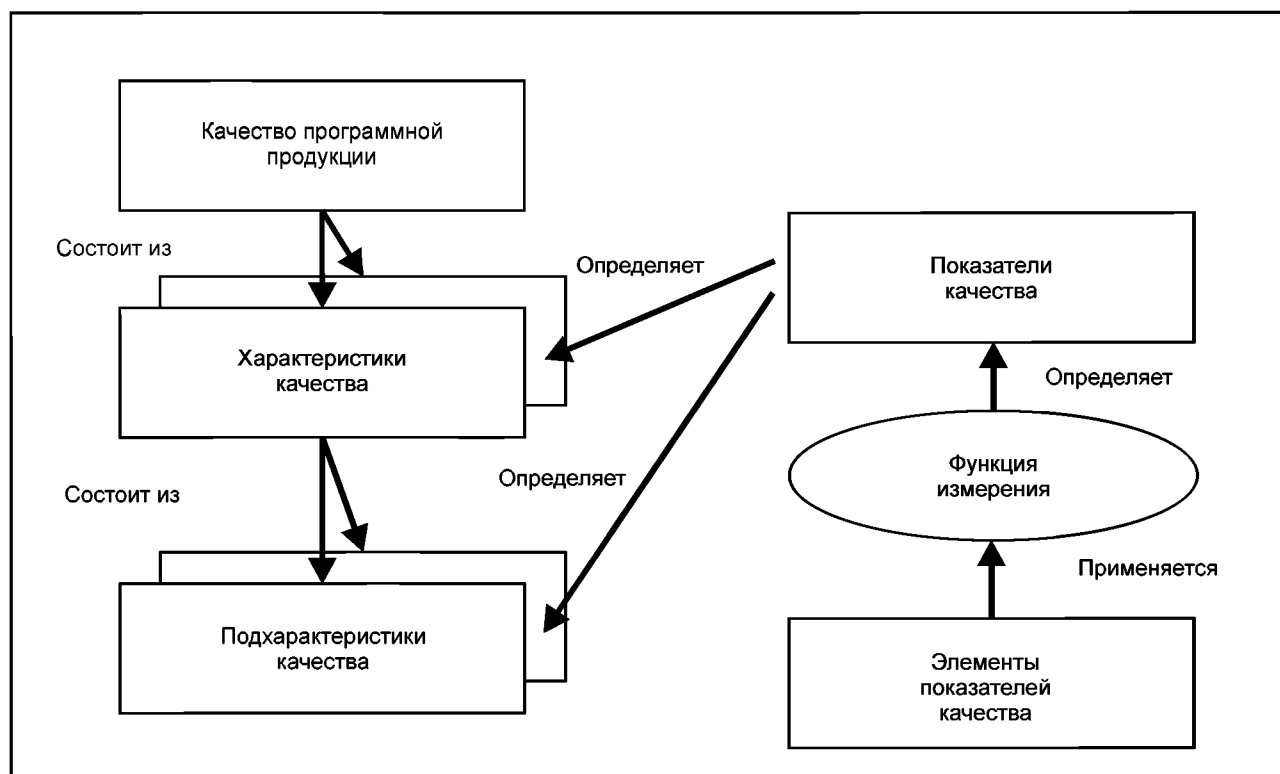 Качество программной
продукции
Состоит из
Определяет
Показатели
качества
Характеристики
качества
Определяет
Состоит из
Определяет
Функция
измерения
Применяется
Подхарактеристики
качества
Элементы
показателей
качества